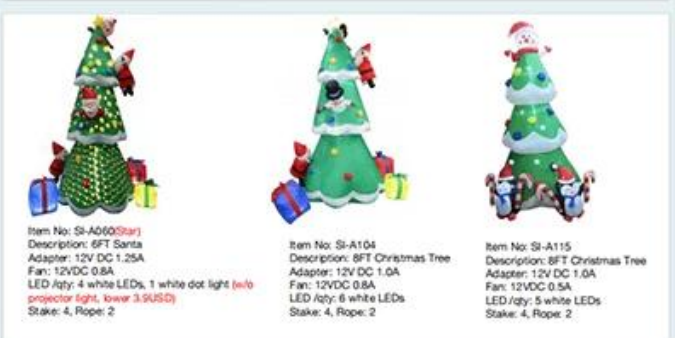 Item No: SI-A060(Star)
Description: 6FT Santa
Adapter: 12V DC 1.25A
Fan: 12VDC 0.8A
LED /qty: 4 white LEDs, 1 white dot light (w/o
projector light, lower 3.9USD)
Stake: 4, Rope: 2
Item No: SI-A104
Description: 8FT Christmas Tree
Adapter: 12V DC 1.0A
Fan: 12VDC 0.8A
LED /qty: 6 white LEDs
Stake: 4, Rope: 2
Item No: SI-A115
Description: 8FT Christmas Tree
Adapter: 12V DC 1.0A
Fan: 12VDC 0.5A
LED /qty: 5 white LEDs
Stake: 4, Rope: 2